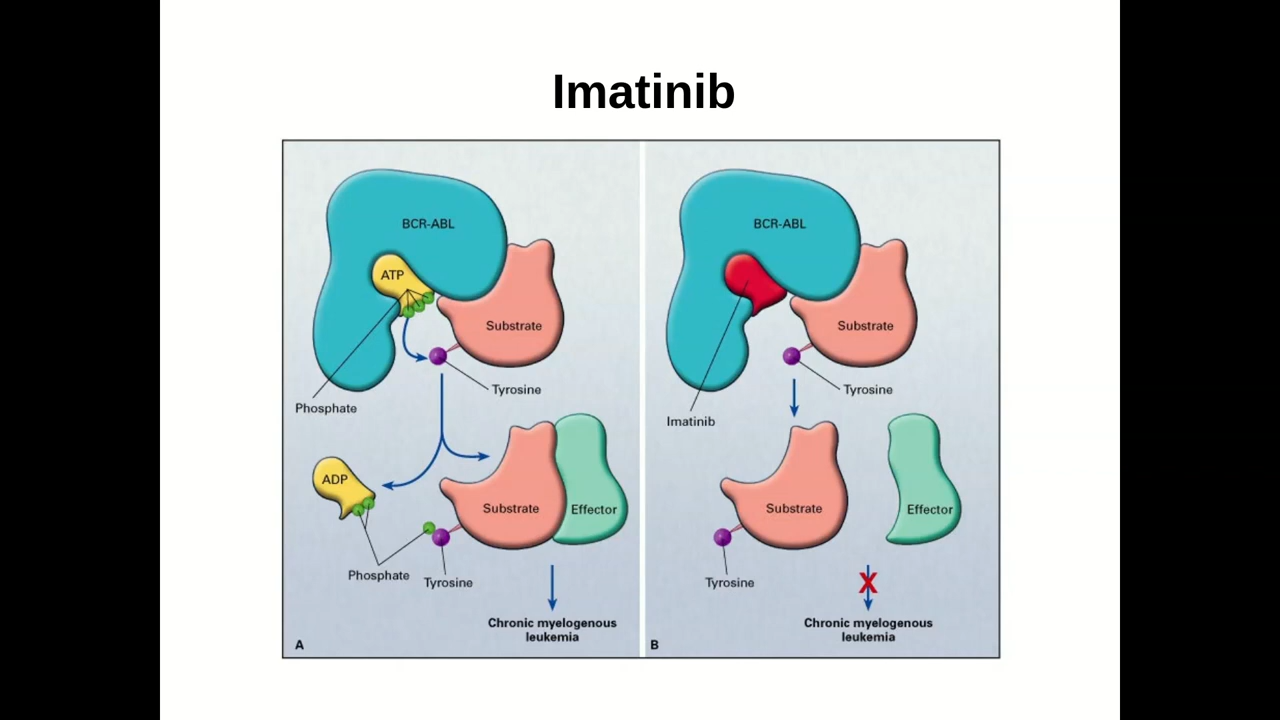 Imatinib
BCR-ABL
ATP
Substrate
Tyrosine
Phosphate
ADP
Substrate
Effector
Phosphate
Tyrosine
Chronic myelogenous
leukemia
A
BCR-ABL
Substrate
Tyrosine
Imatinib
Substrate
Effector
Tyrosine
X
Chronic myelogenous
leukemia
B